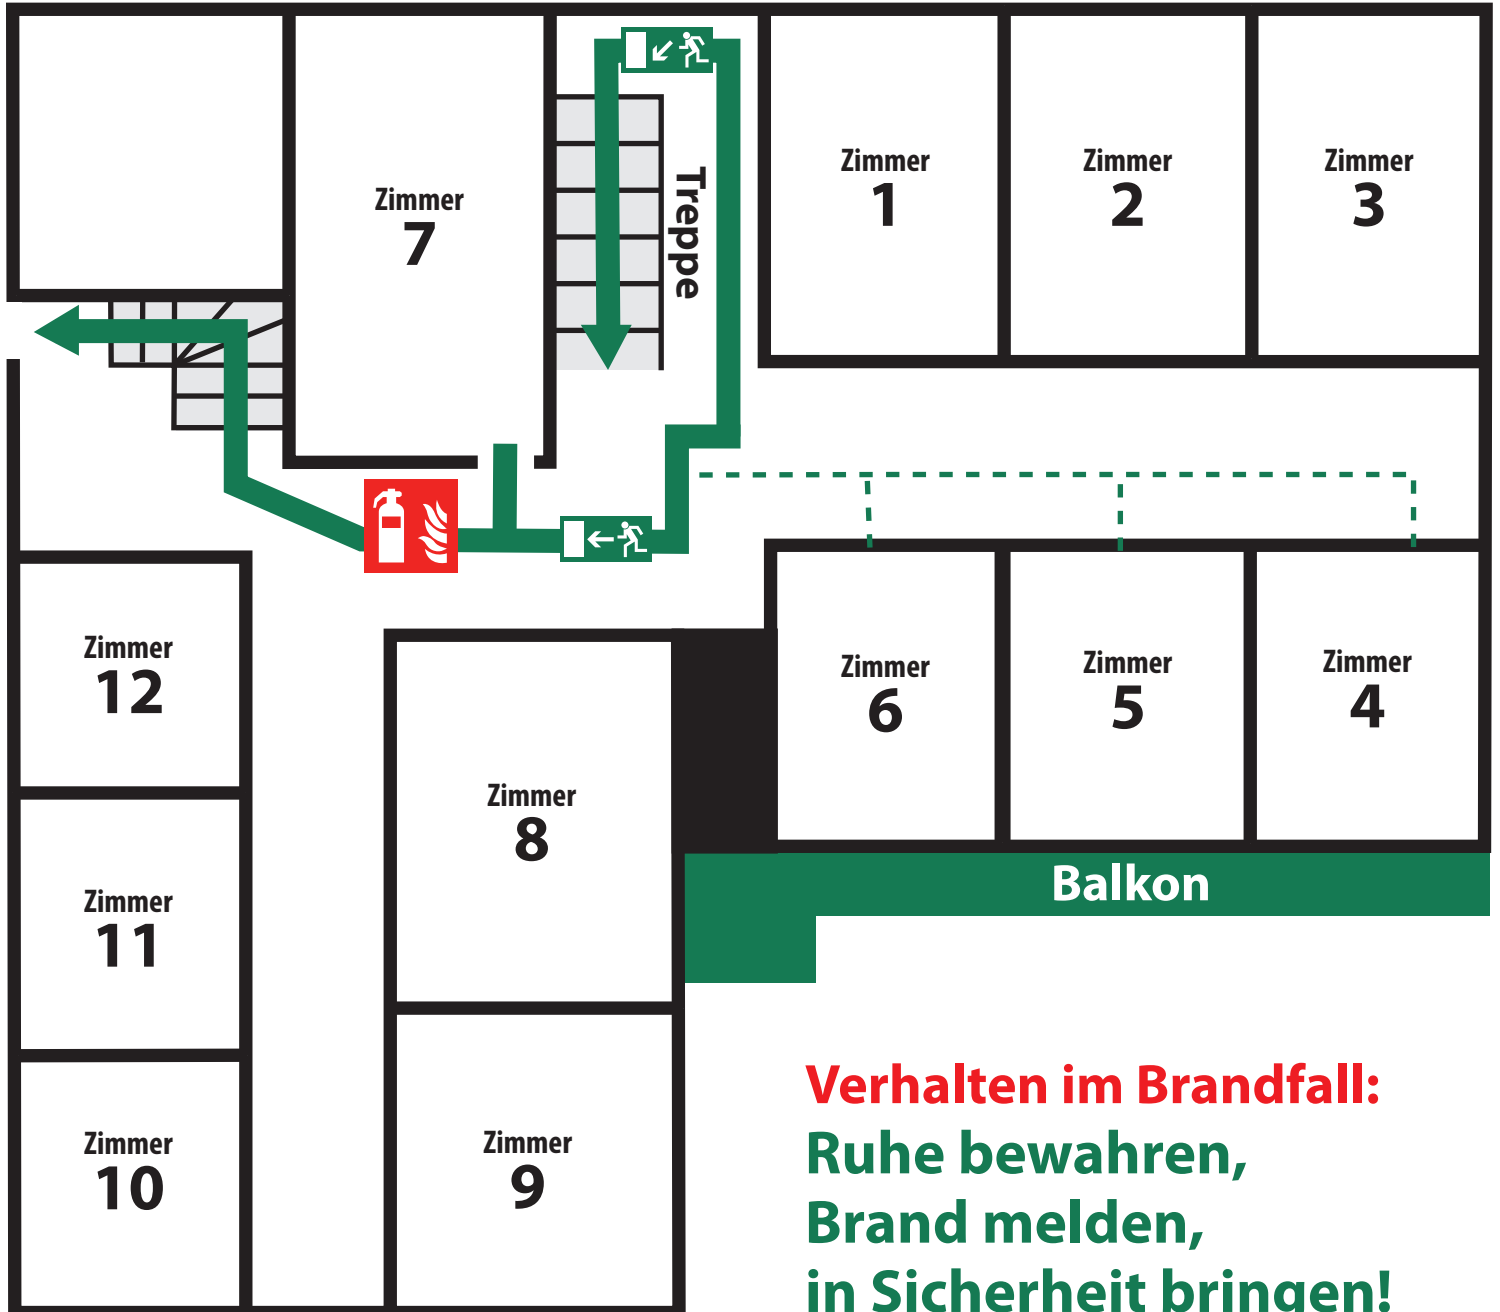 Zimmer
7
Treppe
Zimmer
1
Zimmer
2
Zimmer
3
Zimmer
12
Zimmer
11
Zimmer
10
Zimmer
8
Zimmer
9
Zimmer
6
Zimmer
5
Zimmer
4
Balkon
Verhalten im Brandfall:
Ruhe bewahren,
Brand melden,
in Sicherheit bringen!